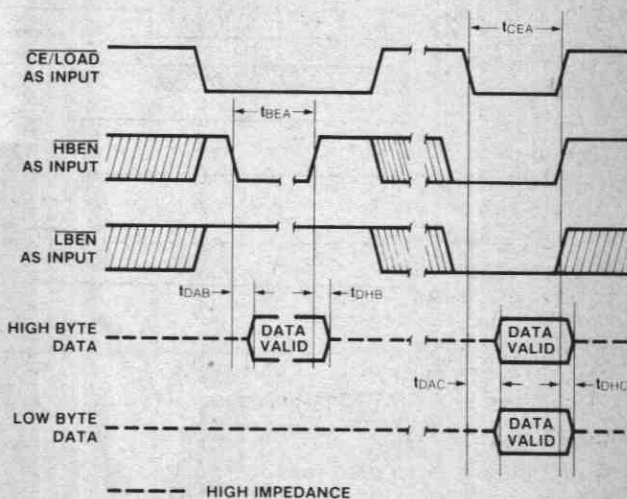 tCEA
CE/LOAD
AS INPUT
tBEA
HBEN
AS INPUT
LBEN
AS INPUT
tDAB
tDHB
HIGH BYTE
DATA
DATA
VALID
DATA
VALID
tDAC
tDHC
LOW BYTE
DATA
DATA
VALID
HIGH IMPEDANCE